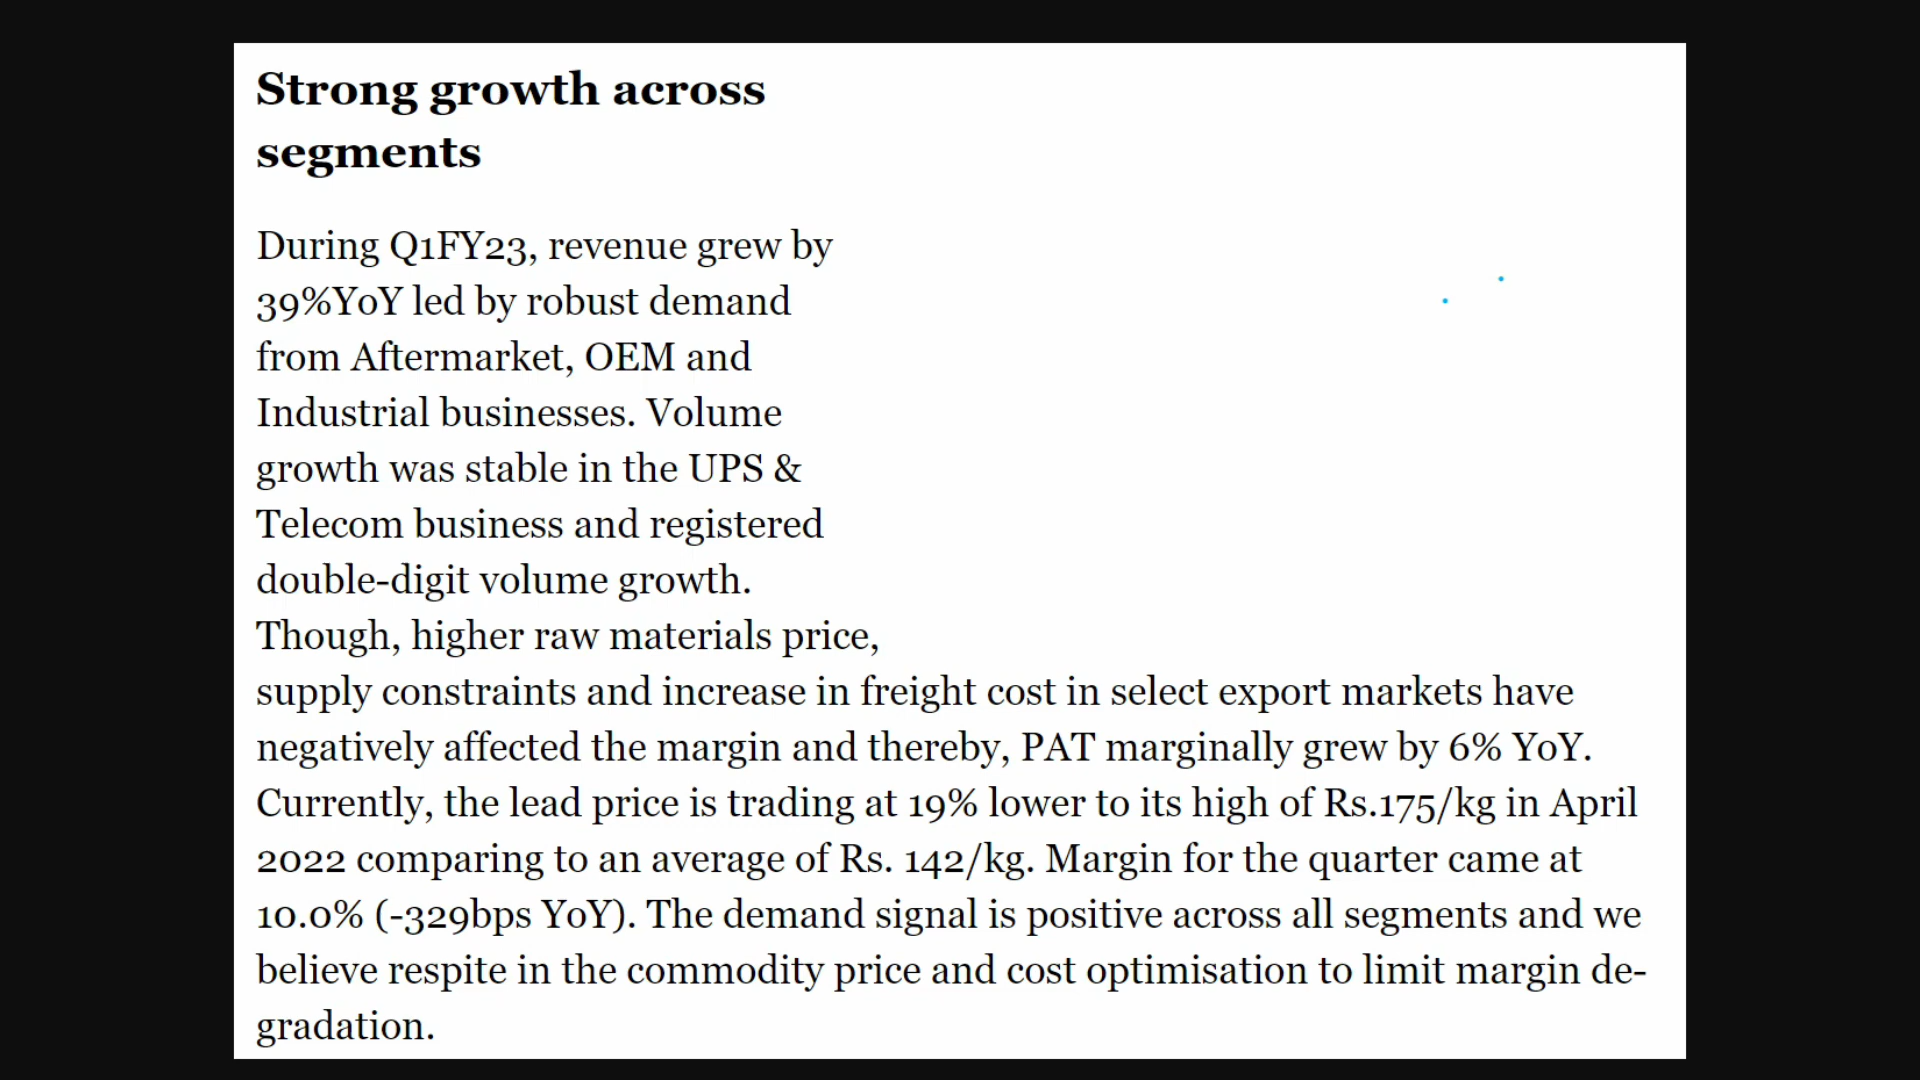 Strong growth across
segments
During Q1FY23, revenue grew by
39%YoY led by robust demand
from Aftermarket, OEM and
Industrial businesses. Volume
growth was stable in the UPS &
Telecom business and registered
double-digit volume growth.
Though, higher raw materials price,
supply constraints and increase in freight cost in select export markets have
negatively affected the margin and thereby, PAT marginally grew by 6% YoY.
Currently, the lead price is trading at 19% lower to its high of Rs.175/kg in April
2022 comparing to an average of Rs. 142/kg. Margin for the quarter came at
10.0% (-329bps YoY). The demand signal is positive across all segments and we
believe respite in the commodity price and cost optimisation to limit margin de-
gradation.